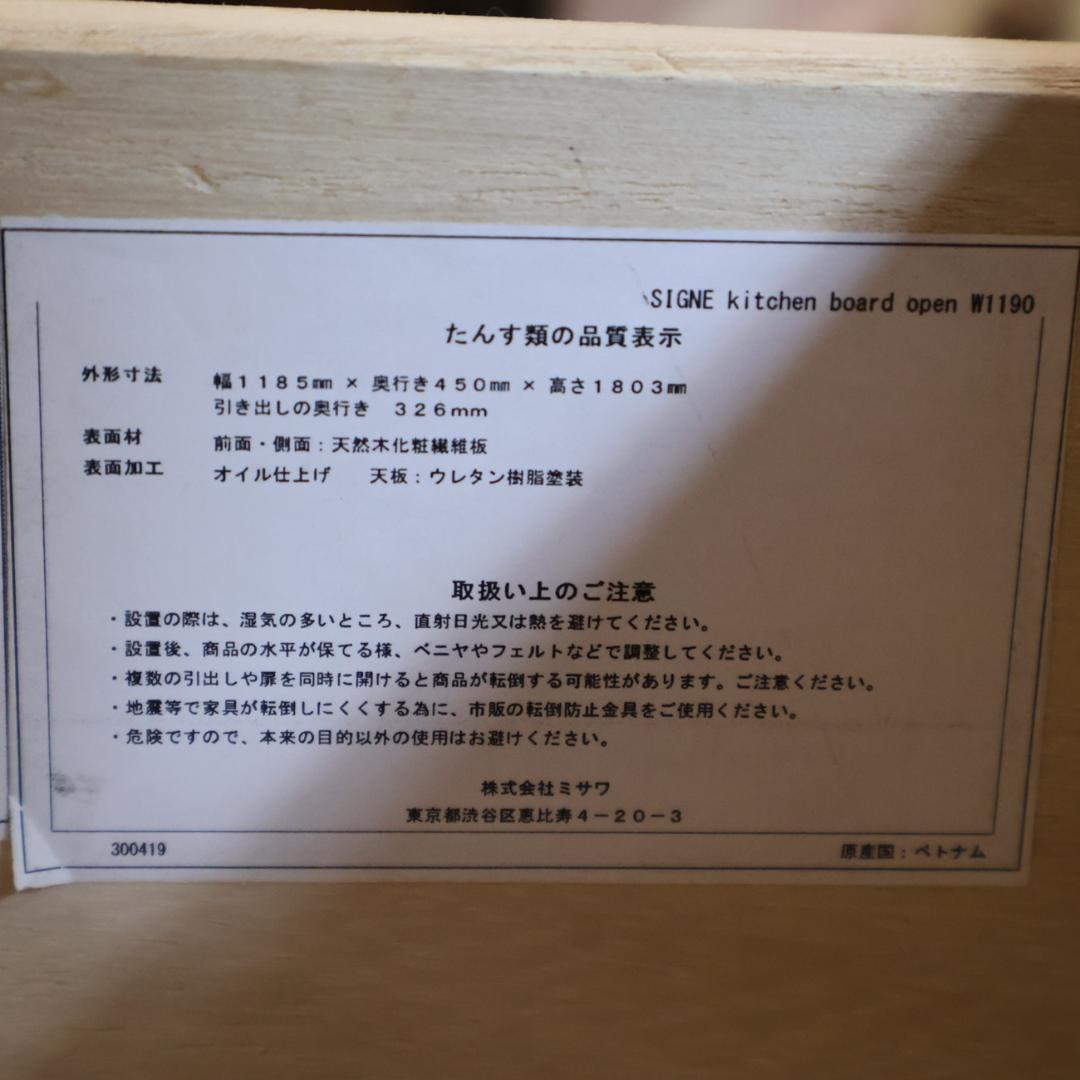 SIGNE kitchen board open W1190
たんす類の品質表示
外形寸法 幅１１８５㎜ × 奥行き４５０㎜ × 高さ１８０３㎜
引き出しの奥行き ３２６ｍｍ
表面材 前面・側面：天然木化粧繊維板
表面加工 オイル仕上げ 天板：ウレタン樹脂塗装
取扱い上のご注意
・設置の際は、湿気の多いところ、直射日光又は熱を避けてください。
・設置後、商品の水平が保てる様、ベニヤやフェルトなどで調整してください。
・複数の引出しや扉を同時に開けると商品が転倒する可能性があります。ご注意ください。
・地震等で家具が転倒しにくくする為に、市販の転倒防止金具をご使用ください。
・危険ですので、本来の目的以外の使用はお避けください。
株式会社ミサワ
東京都渋谷区恵比寿４－２０－３
300419 原産国：ベトナム